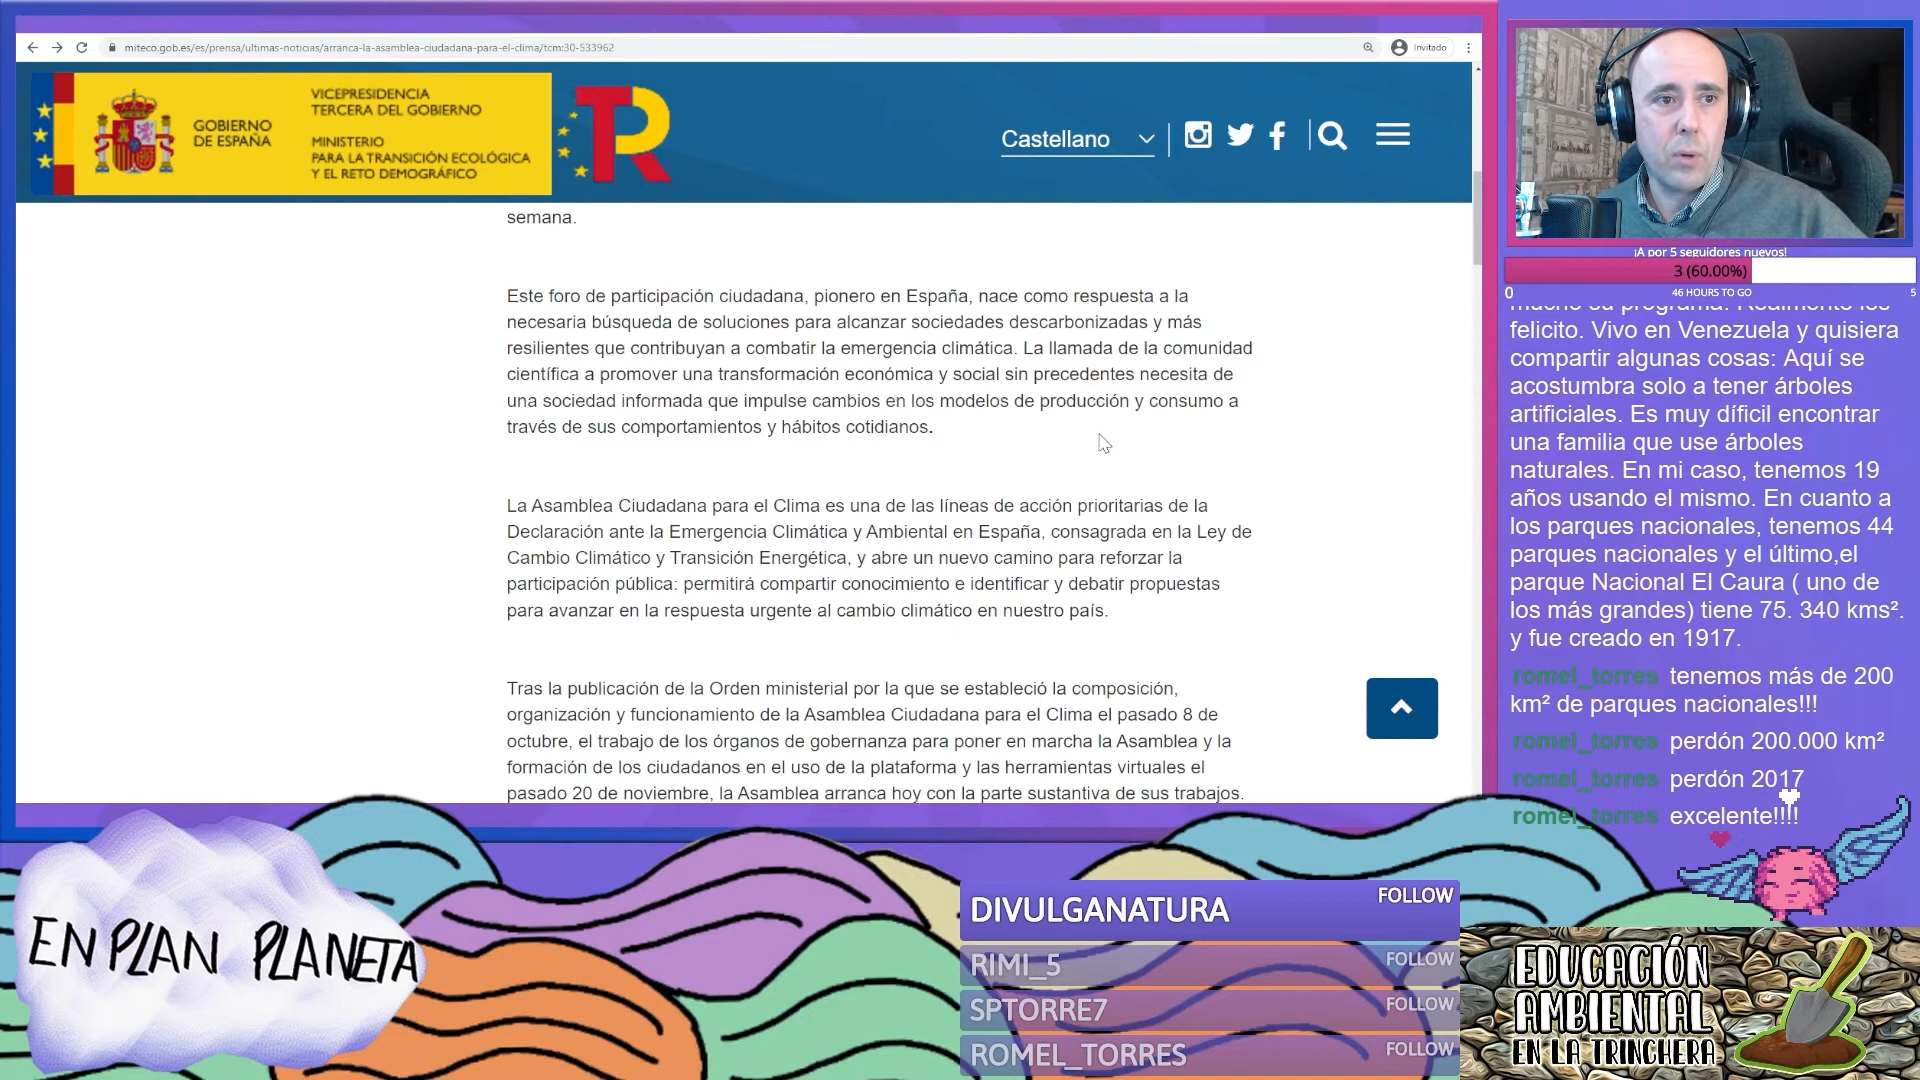 miteco.gob.es/es/prensa/ultimas-noticias/arranca-la-asamblea-ciudadana-para-el-clima/tcm:30-533962
Invitado
GOBIERNO
DE ESPAÑA
VICEPRESIDENCIA
TERCERA DEL GOBIERNO
MINISTERIO
PARA LA TRANSICIÓN ECOLÓGICA
Y EL RETO DEMOGRÁFICO
TR
Castellano
semana.
Este foro de participación ciudadana, pionero en España, nace como respuesta a la
necesaria búsqueda de soluciones para alcanzar sociedades descarbonizadas y más
resilientes que contribuyan a combatir la emergencia climática. La llamada de la comunidad
científica a promover una transformación económica y social sin precedentes necesita de
una sociedad informada que impulse cambios en los modelos de producción y consumo a
través de sus comportamientos y hábitos cotidianos.
La Asamblea Ciudadana para el Clima es una de las líneas de acción prioritarias de la
Declaración ante la Emergencia Climática y Ambiental en España, consagrada en la Ley de
Cambio Climático y Transición Energética, y abre un nuevo camino para reforzar la
participación pública: permitirá compartir conocimiento e identificar y debatir propuestas
para avanzar en la respuesta urgente al cambio climático en nuestro país.
Tras la publicación de la Orden ministerial por la que se estableció la composición,
organización y funcionamiento de la Asamblea Ciudadana para el Clima el pasado 8 de
octubre, el trabajo de los órganos de gobernanza para poner en marcha la Asamblea y la
formación de los ciudadanos en el uso de la plataforma y las herramientas virtuales el
pasado 20 de noviembre, la Asamblea arranca hoy con la parte sustantiva de sus trabajos.
¡A por 5 seguidores nuevos!
3 (60.00%)
0
46 HOURS TO GO
5
mucho su programa. Realmente los
felicito. Vivo en Venezuela y quisiera
compartir algunas cosas: Aquí se
acostumbra solo a tener árboles
artificiales. Es muy díficil encontrar
una familia que use árboles
naturales. En mi caso, tenemos 19
años usando el mismo. En cuanto a
los parques nacionales, tenemos 44
parques nacionales y el último,el
parque Nacional El Caura ( uno de
los más grandes) tiene 75. 340 kms².
y fue creado en 1917.
romel_torres tenemos más de 200
km² de parques nacionales!!!
romel_torres perdón 200.000 km²
romel_torres perdón 2017
romel_torres excelente!!!!
EN PLAN PLANETA
DIVULGANATURA FOLLOW
RIMI_5 FOLLOW
SPTORRE7 FOLLOW
ROMEL_TORRES FOLLOW
EDUCACIÓN
AMBIENTAL
EN LA TRINCHERA